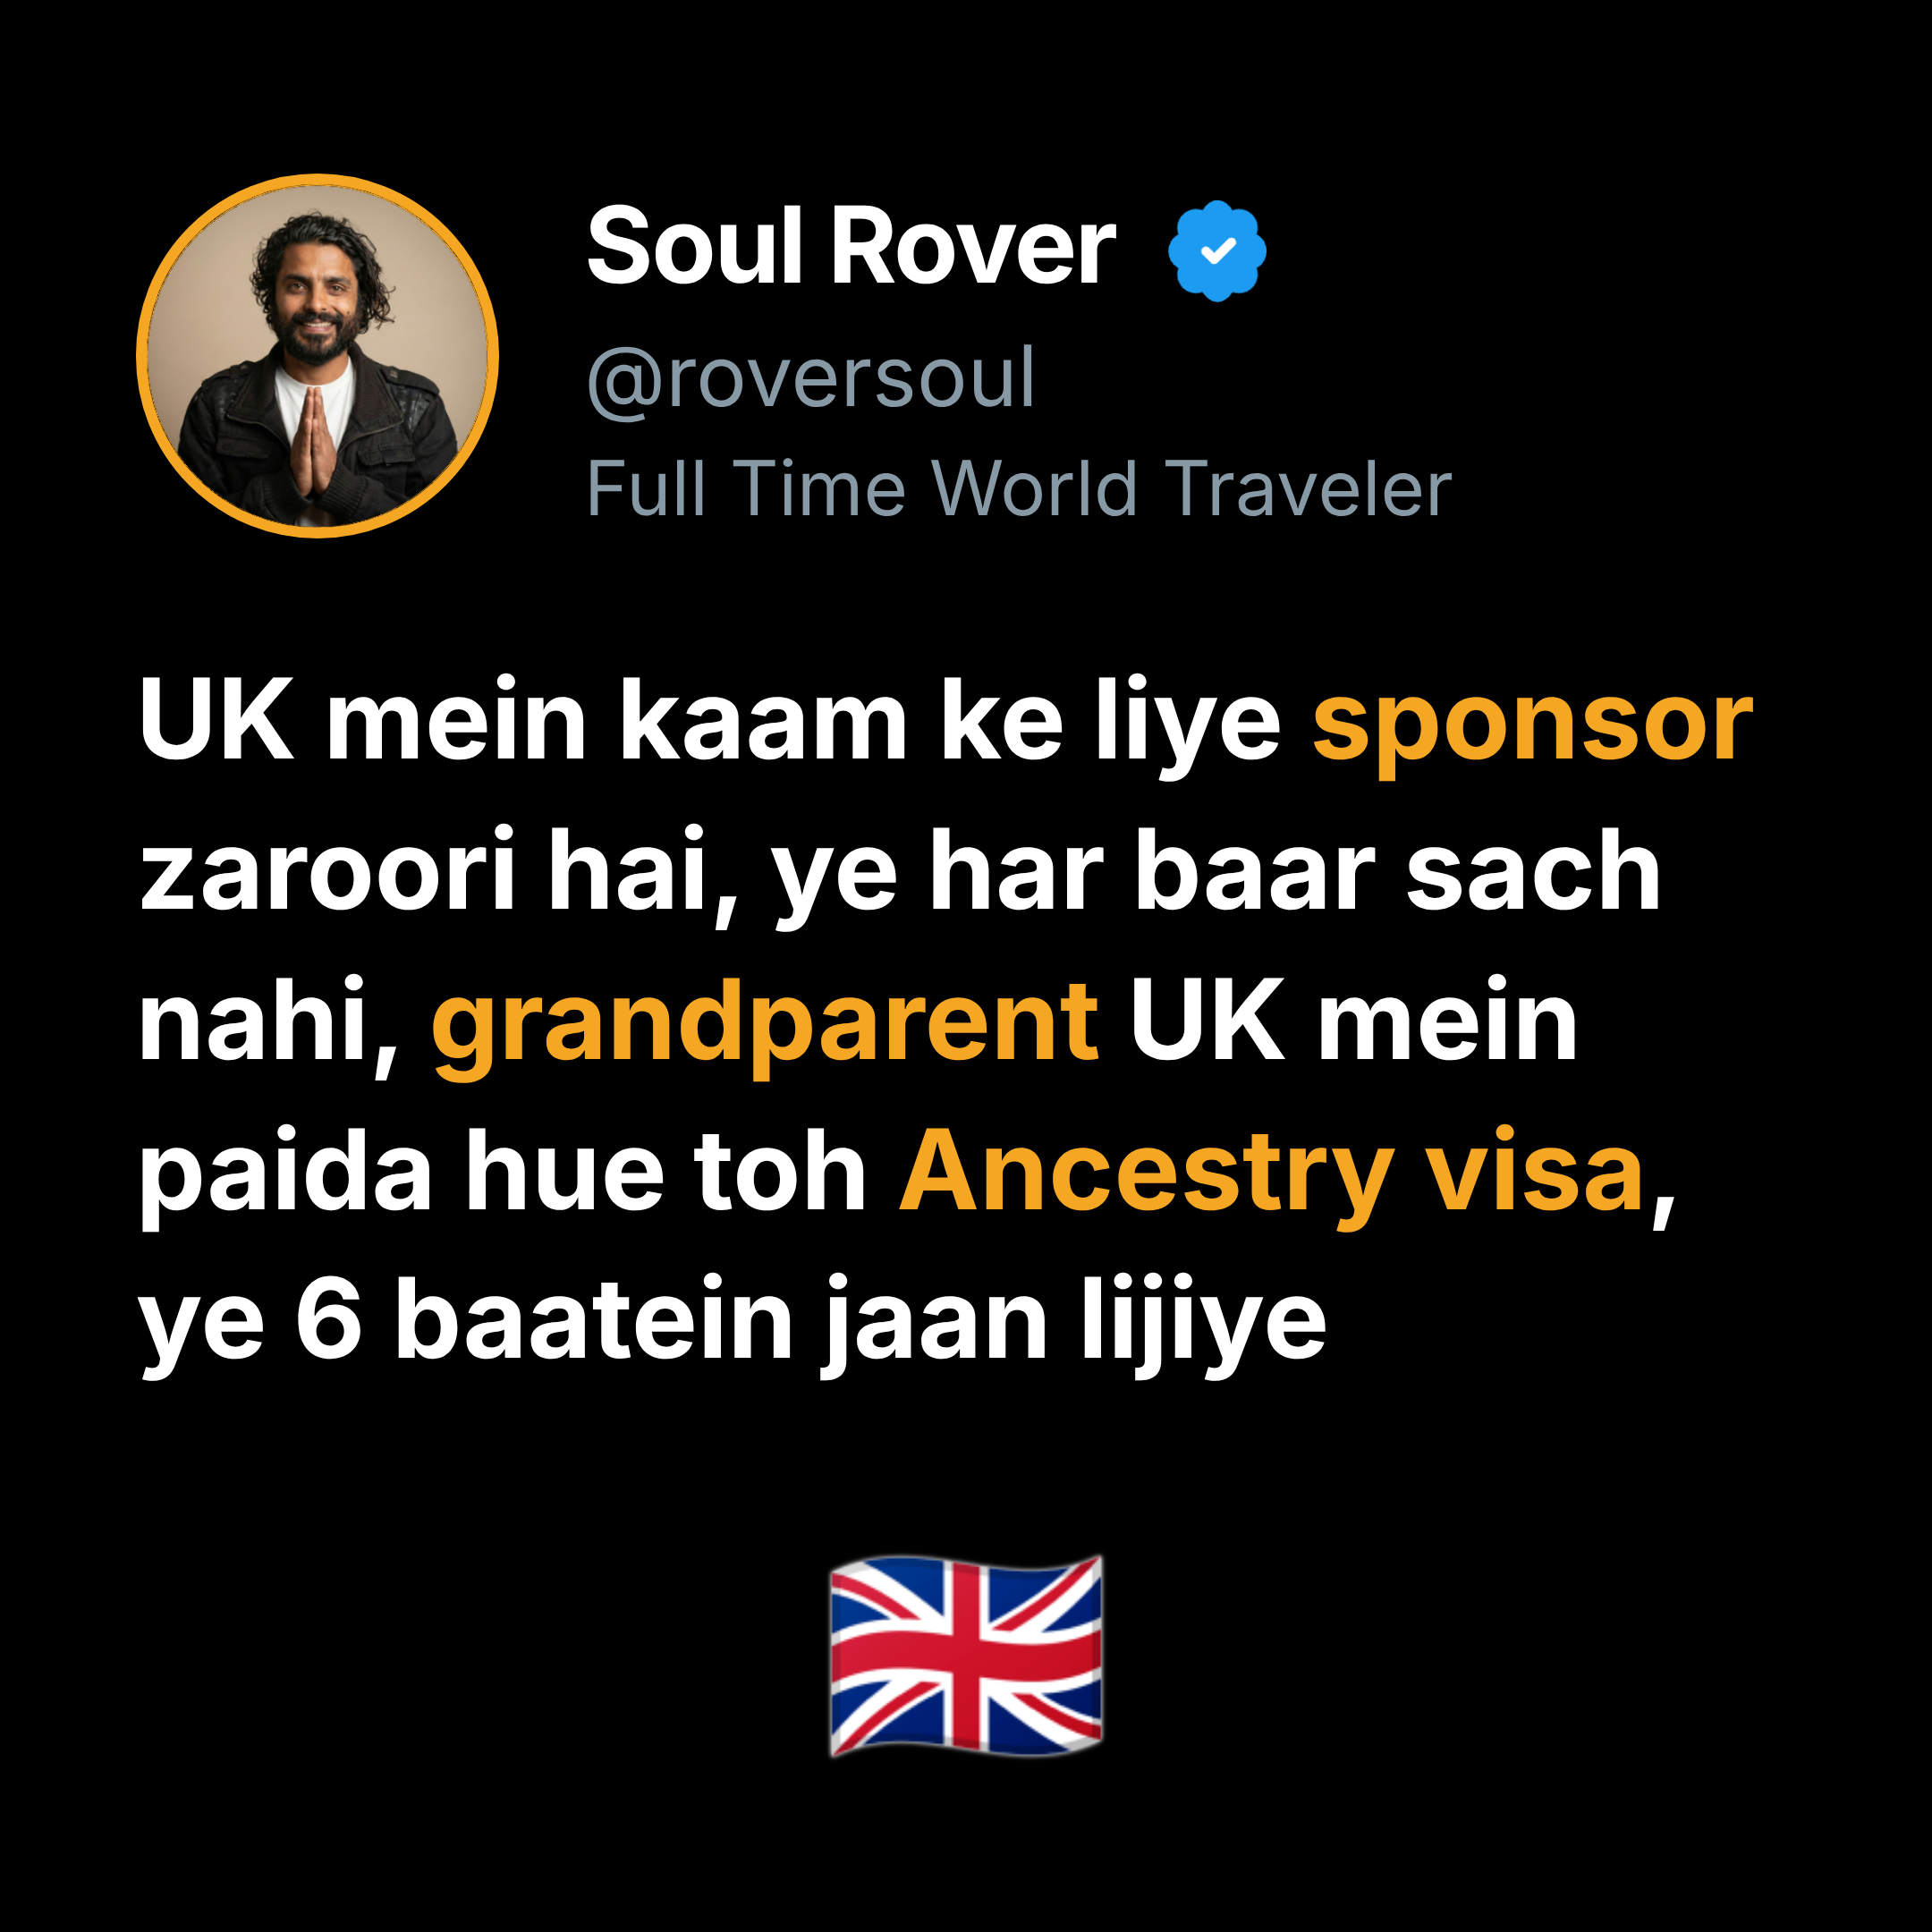 Soul Rover
@roversoul
Full Time World Traveler
UK mein kaam ke liye sponsor
zaroori hai, ye har baar sach
nahi, grandparent UK mein
paida hue toh Ancestry visa,
ye 6 baatein jaan lijiye